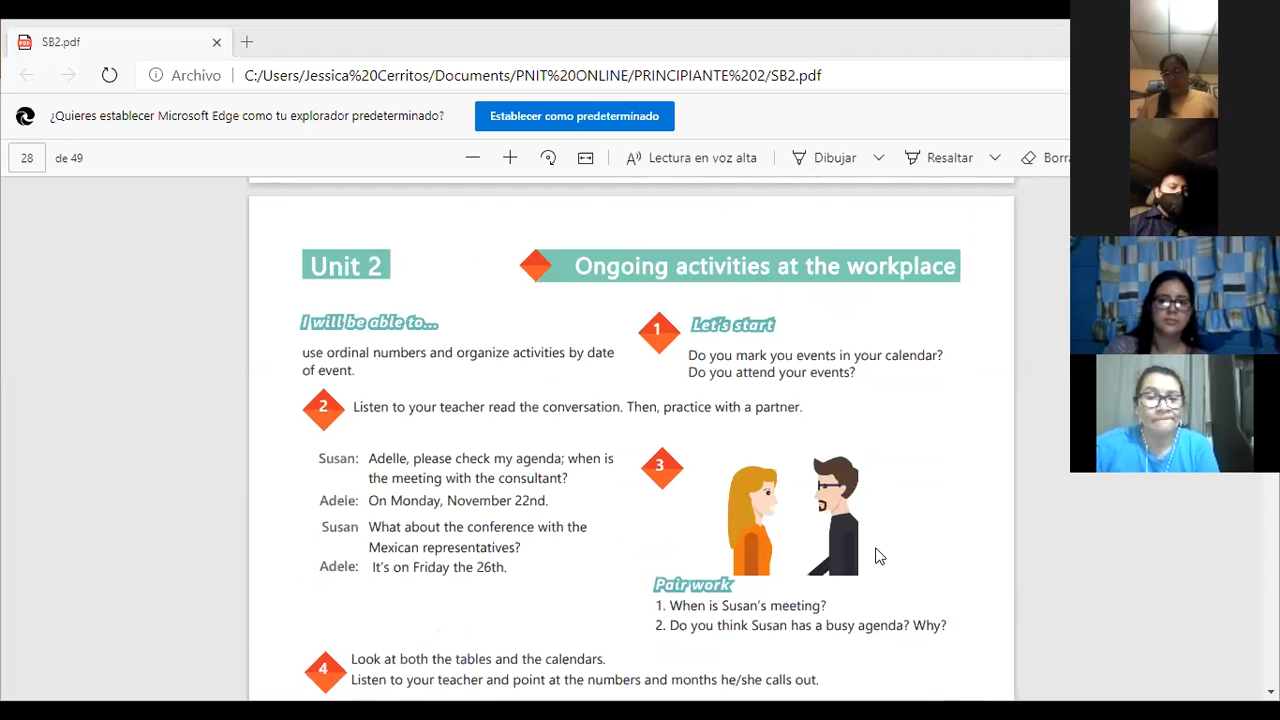 SB2.pdf
Archivo
C:/Users/Jessica%20Cerritos/Documents/PNIT%20ONLINE/PRINCIPIANTE%202/SB2.pdf
¿Quieres establecer Microsoft Edge como tu explorador predeterminado?
Establecer como predeterminado
28 de 49
Lectura en voz alta
Dibujar
Resaltar
Borra
Unit 2
Ongoing activities at the workplace
I will be able to...
use ordinal numbers and organize activities by date
of event.
1 Let's start
Do you mark you events in your calendar?
Do you attend your events?
2 Listen to your teacher read the conversation. Then, practice with a partner.
Susan: Adelle, please check my agenda; when is
the meeting with the consultant?
Adele: On Monday, November 22nd.
Susan What about the conference with the
Mexican representatives?
Adele: It's on Friday the 26th.
3
Pair work
1. When is Susan's meeting?
2. Do you think Susan has a busy agenda? Why?
4 Look at both the tables and the calendars.
Listen to your teacher and point at the numbers and months he/she calls out.